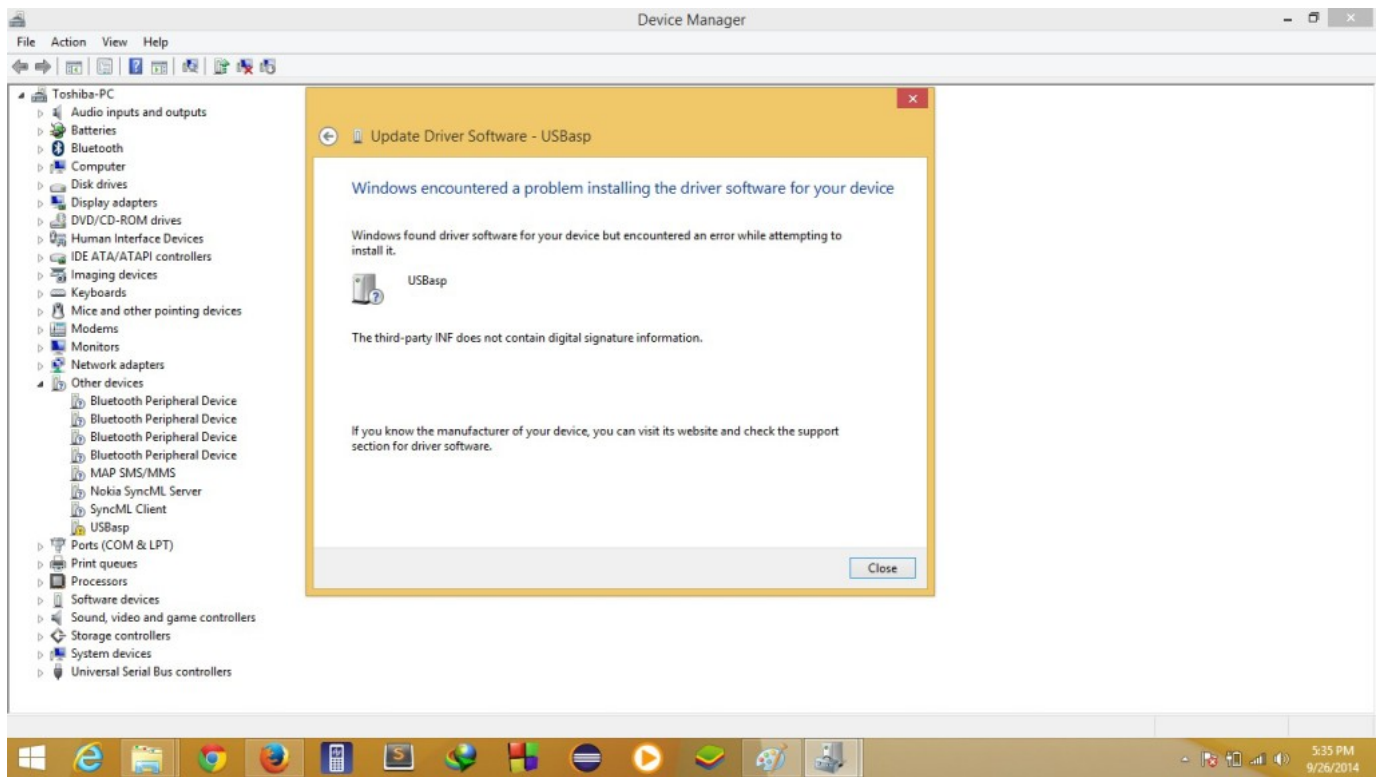 Device Manager
File Action View Help
Toshiba-PC
Audio inputs and outputs
Batteries
Bluetooth
Computer
Disk drives
Display adapters
DVD/CD-ROM drives
Human Interface Devices
IDE ATA/ATAPI controllers
Imaging devices
Keyboards
Mice and other pointing devices
Modems
Monitors
Network adapters
Other devices
Bluetooth Peripheral Device
Bluetooth Peripheral Device
Bluetooth Peripheral Device
Bluetooth Peripheral Device
MAP SMS/MMS
Nokia SyncML Server
SyncML Client
USBasp
Ports (COM & LPT)
Print queues
Processors
Software devices
Sound, video and game controllers
Storage controllers
System devices
Universal Serial Bus controllers
Update Driver Software - USBasp
Windows encountered a problem installing the driver software for your device
Windows found driver software for your device but encountered an error while attempting to
install it.
USBasp
The third-party INF does not contain digital signature information.
If you know the manufacturer of your device, you can visit its website and check the support
section for driver software.
Close
5:35 PM
9/26/2014